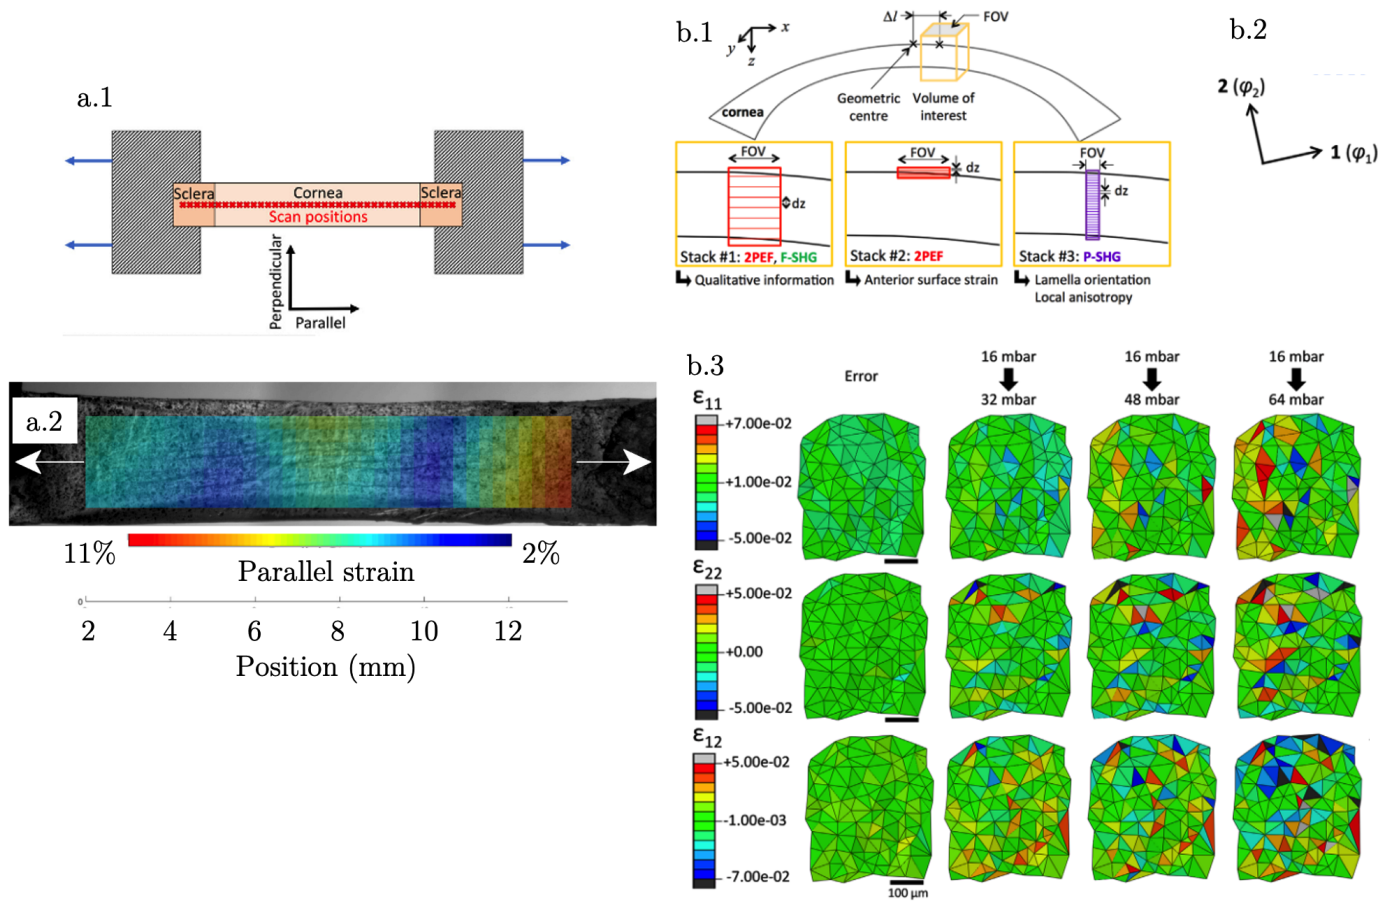 a.1
Sclera
Cornea
Sclera
Scan positions
Perpendicular
Parallel
a.2
11%
2%
Parallel strain
0
2 4 6 8 10 12
Position (mm)
b.1
x
y
z
Δl
FOV
Geometric
centre
Volume of
interest
cornea
FOV
dz
Stack #1: 2PEF, F-SHG
Qualitative information
FOV
dz
Stack #2: 2PEF
Anterior surface strain
FOV
dz
Stack #3: P-SHG
Lamella orientation
Local anisotropy
b.2
2 (φ₂)
1 (φ₁)
b.3
Error
16 mbar
32 mbar
16 mbar
48 mbar
16 mbar
64 mbar
ε₁₁
+7.00e-02
+1.00e-02
-5.00e-02
ε₂₂
+5.00e-02
+0.00
-5.00e-02
ε₁₂
+5.00e-02
-1.00e-03
-7.00e-02
100 µm